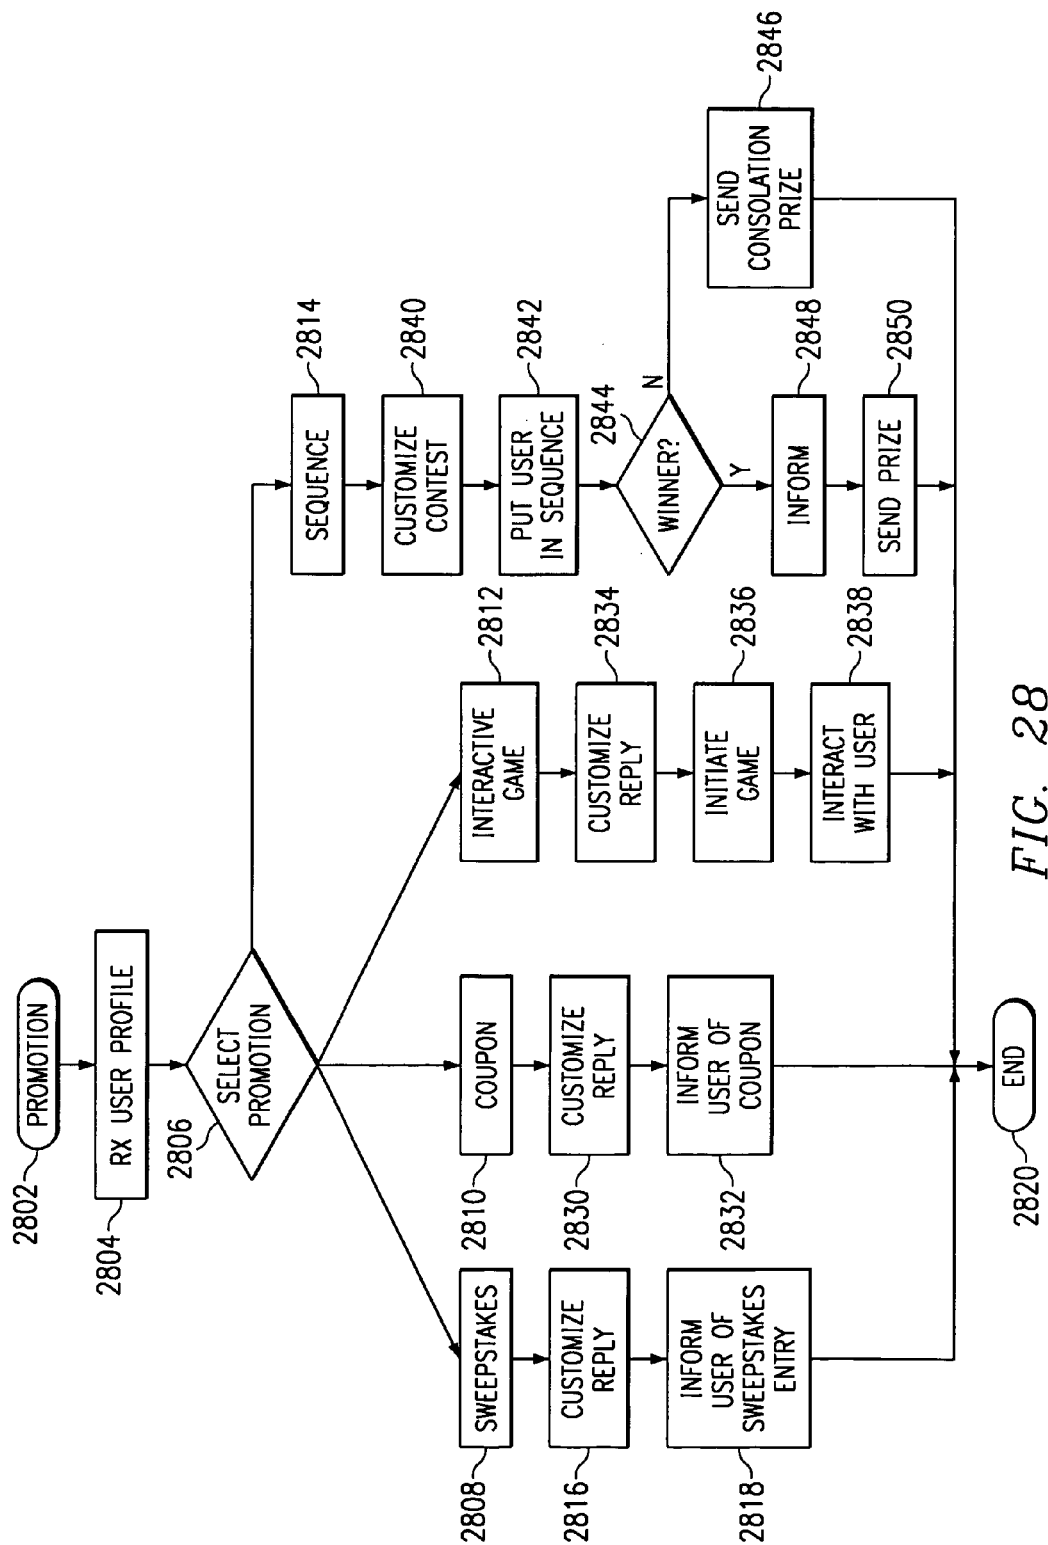 2802
PROMOTION
2804
RX USER PROFILE
2806
SELECT
PROMOTION
2808
SWEEPSTAKES
2816
CUSTOMIZE
REPLY
2818
INFORM
USER OF
SWEEPSTAKES
ENTRY
2810
COUPON
2830
CUSTOMIZE
REPLY
2832
INFORM
USER OF
COUPON
INTERACTIVE
GAME
2812
CUSTOMIZE
REPLY
2834
INITIATE
GAME
2836
INTERACT
WITH USER
2838
SEQUENCE
2814
CUSTOMIZE
CONTEST
2840
PUT USER
IN SEQUENCE
2842
WINNER?
2844
N
Y
INFORM
2848
SEND PRIZE
2850
SEND
CONSOLATION
PRIZE
2846
2820
END
FIG. 28